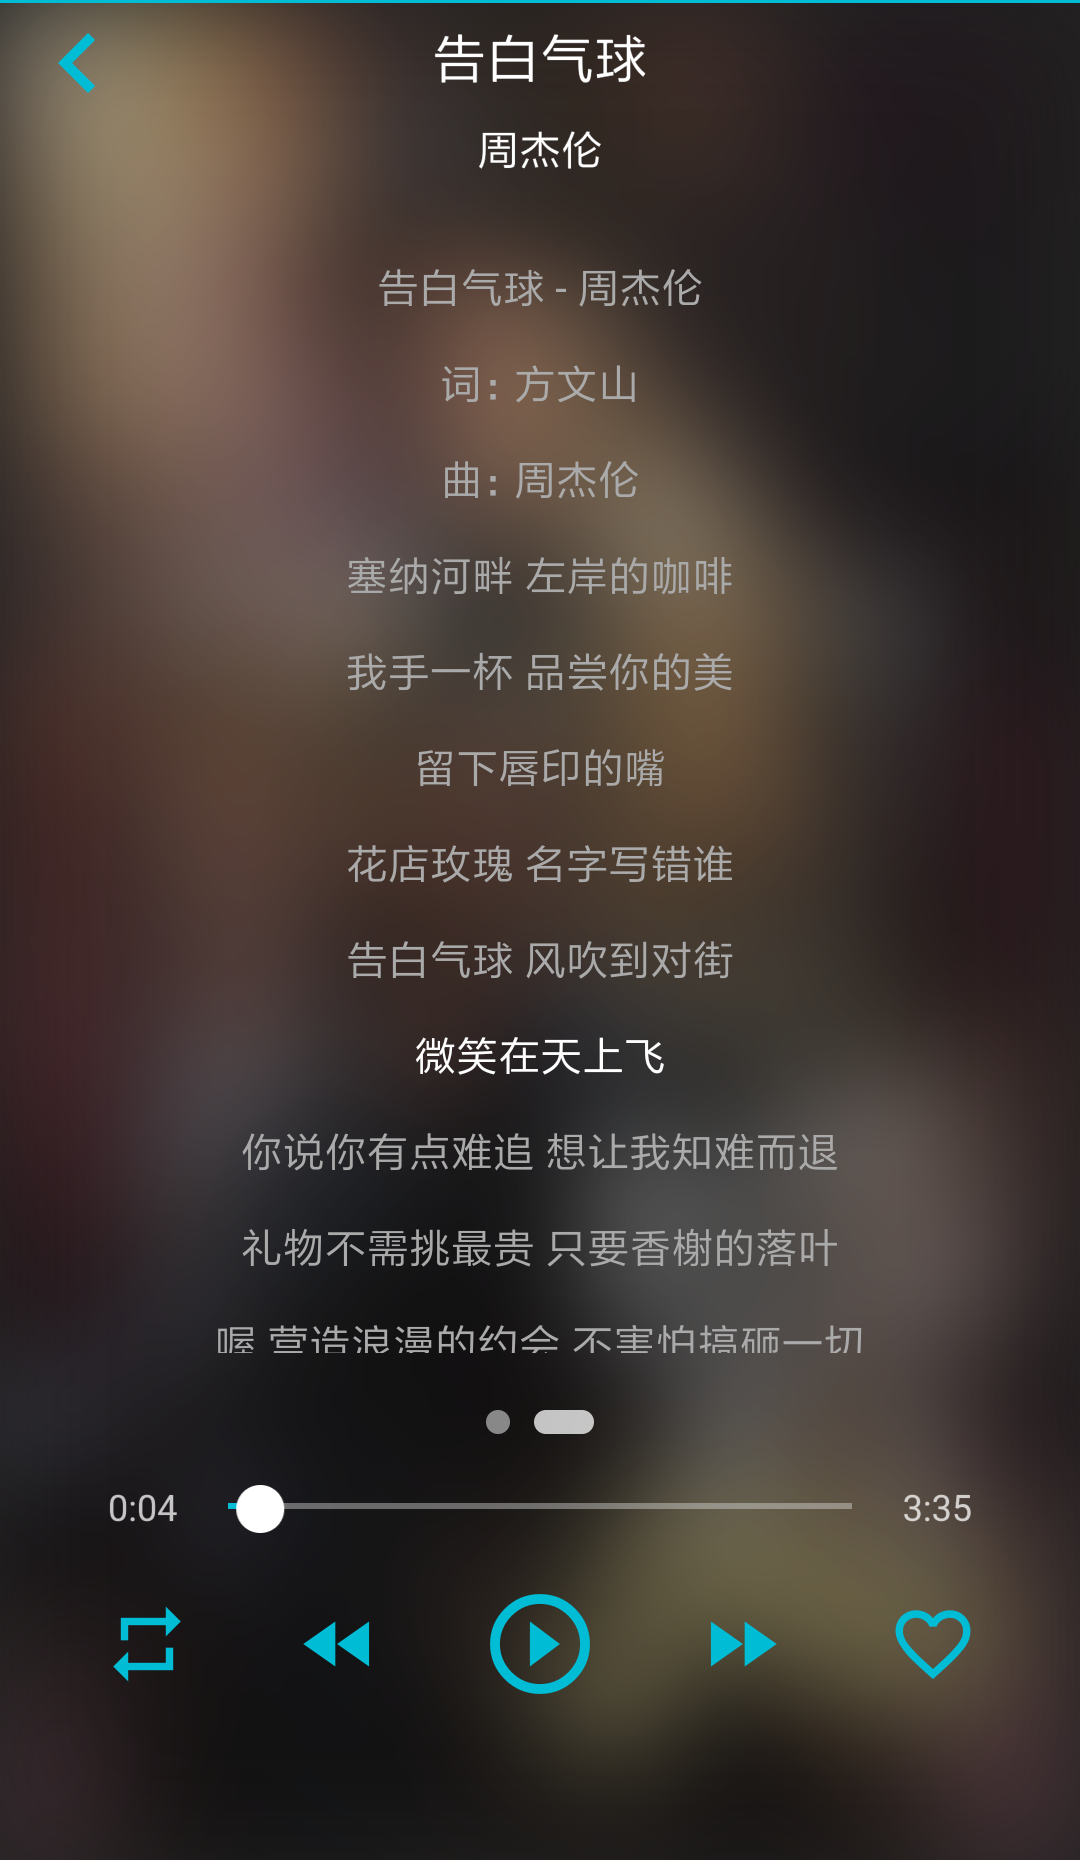 告白气球
周杰伦
告白气球 - 周杰伦
词: 方文山
曲: 周杰伦
塞纳河畔 左岸的咖啡
我手一杯 品尝你的美
留下唇印的嘴
花店玫瑰 名字写错谁
告白气球 风吹到对街
微笑在天上飞
你说你有点难追 想让我知难而退
礼物不需挑最贵 只要香榭的落叶
喔 营造浪漫的约会 不害怕搞砸一切
0:04 3:35